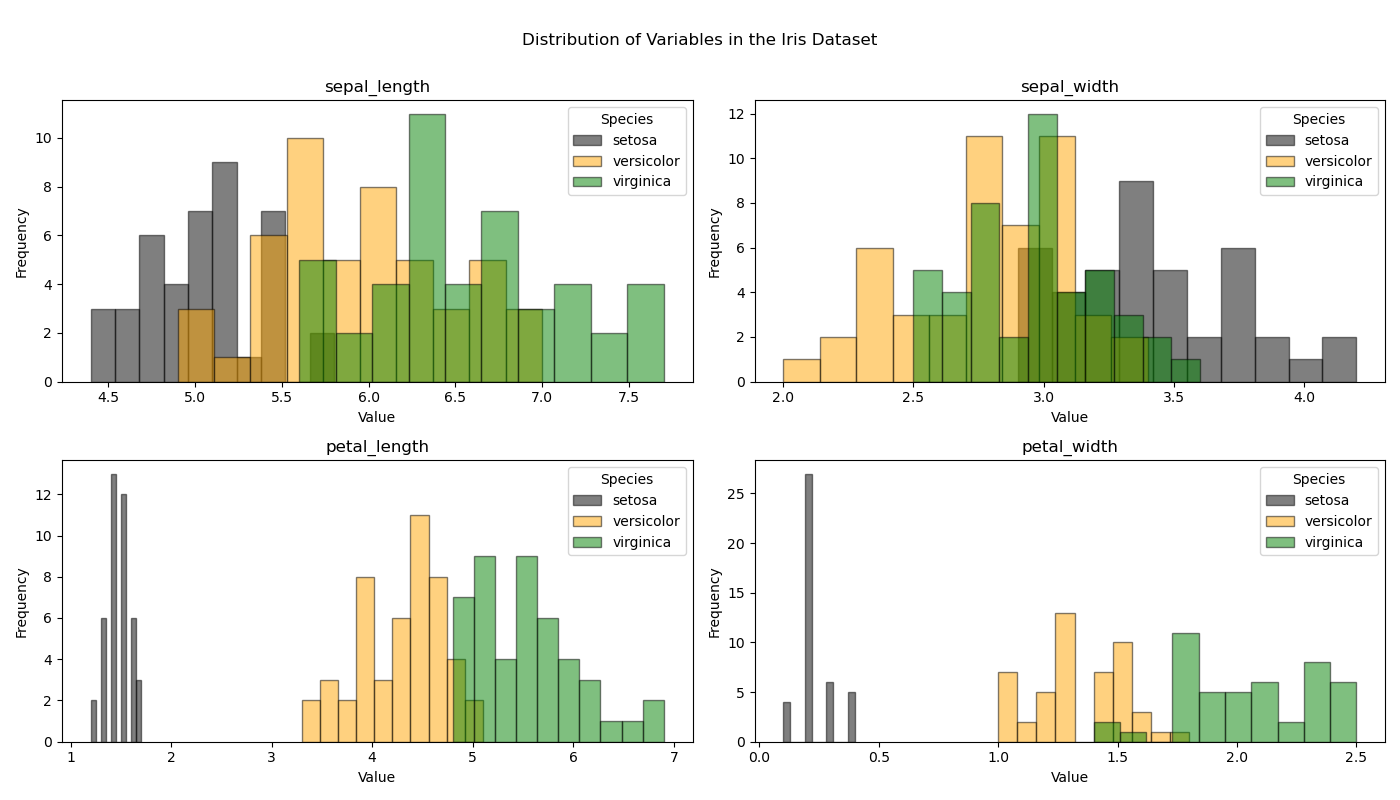 Distribution of Variables in the Iris Dataset
sepal_length
Frequency
10
8
6
4
2
0
4.5 5.0 5.5 6.0 6.5 7.0 7.5
Value
Species
setosa
versicolor
virginica
sepal_width
Frequency
12
10
8
6
4
2
0
2.0 2.5 3.0 3.5 4.0
Value
Species
setosa
versicolor
virginica
petal_length
Frequency
12
10
8
6
4
2
0
1 2 3 4 5 6 7
Value
Species
setosa
versicolor
virginica
petal_width
Frequency
25
20
15
10
5
0
0.0 0.5 1.0 1.5 2.0 2.5
Value
Species
setosa
versicolor
virginica